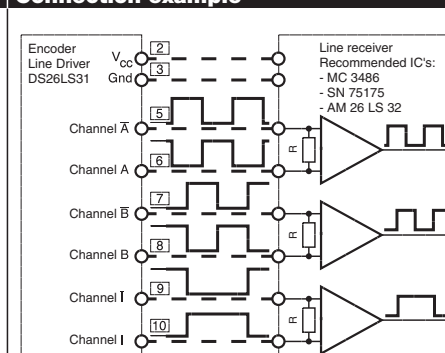 Connection example
Encoder
Line Driver
DS26LS31
Vcc 2
Gnd 3
Line receiver
Recommended IC's:
- MC 3486
- SN 75175
- AM 26 LS 32
Channel A̅ 5
Channel A 6
R
Channel B̅ 7
Channel B 8
R
Channel I̅ 9
Channel I 10
R